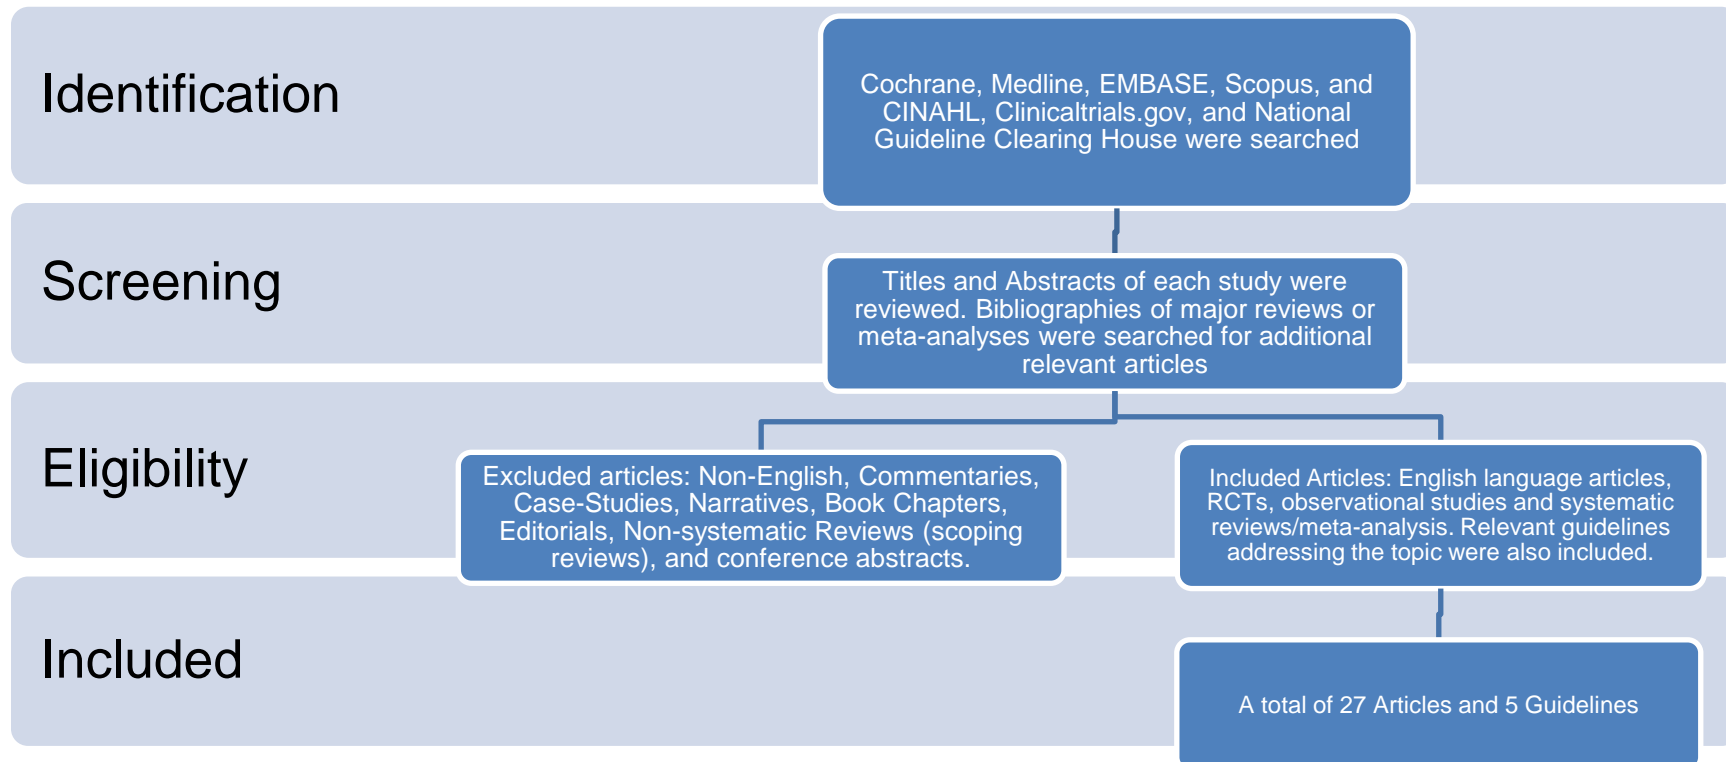 Identification
Cochrane, Medline, EMBASE, Scopus, and
CINAHL, Clinicaltrials.gov, and National
Guideline Clearing House were searched
Screening
Titles and Abstracts of each study were
reviewed. Bibliographies of major reviews or
meta-analyses were searched for additional
relevant articles
Eligibility
Excluded articles: Non-English, Commentaries,
Case-Studies, Narratives, Book Chapters,
Editorials, Non-systematic Reviews (scoping
reviews), and conference abstracts.
Included Articles: English language articles,
RCTs, observational studies and systematic
reviews/meta-analysis. Relevant guidelines
addressing the topic were also included.
Included
A total of 27 Articles and 5 Guidelines